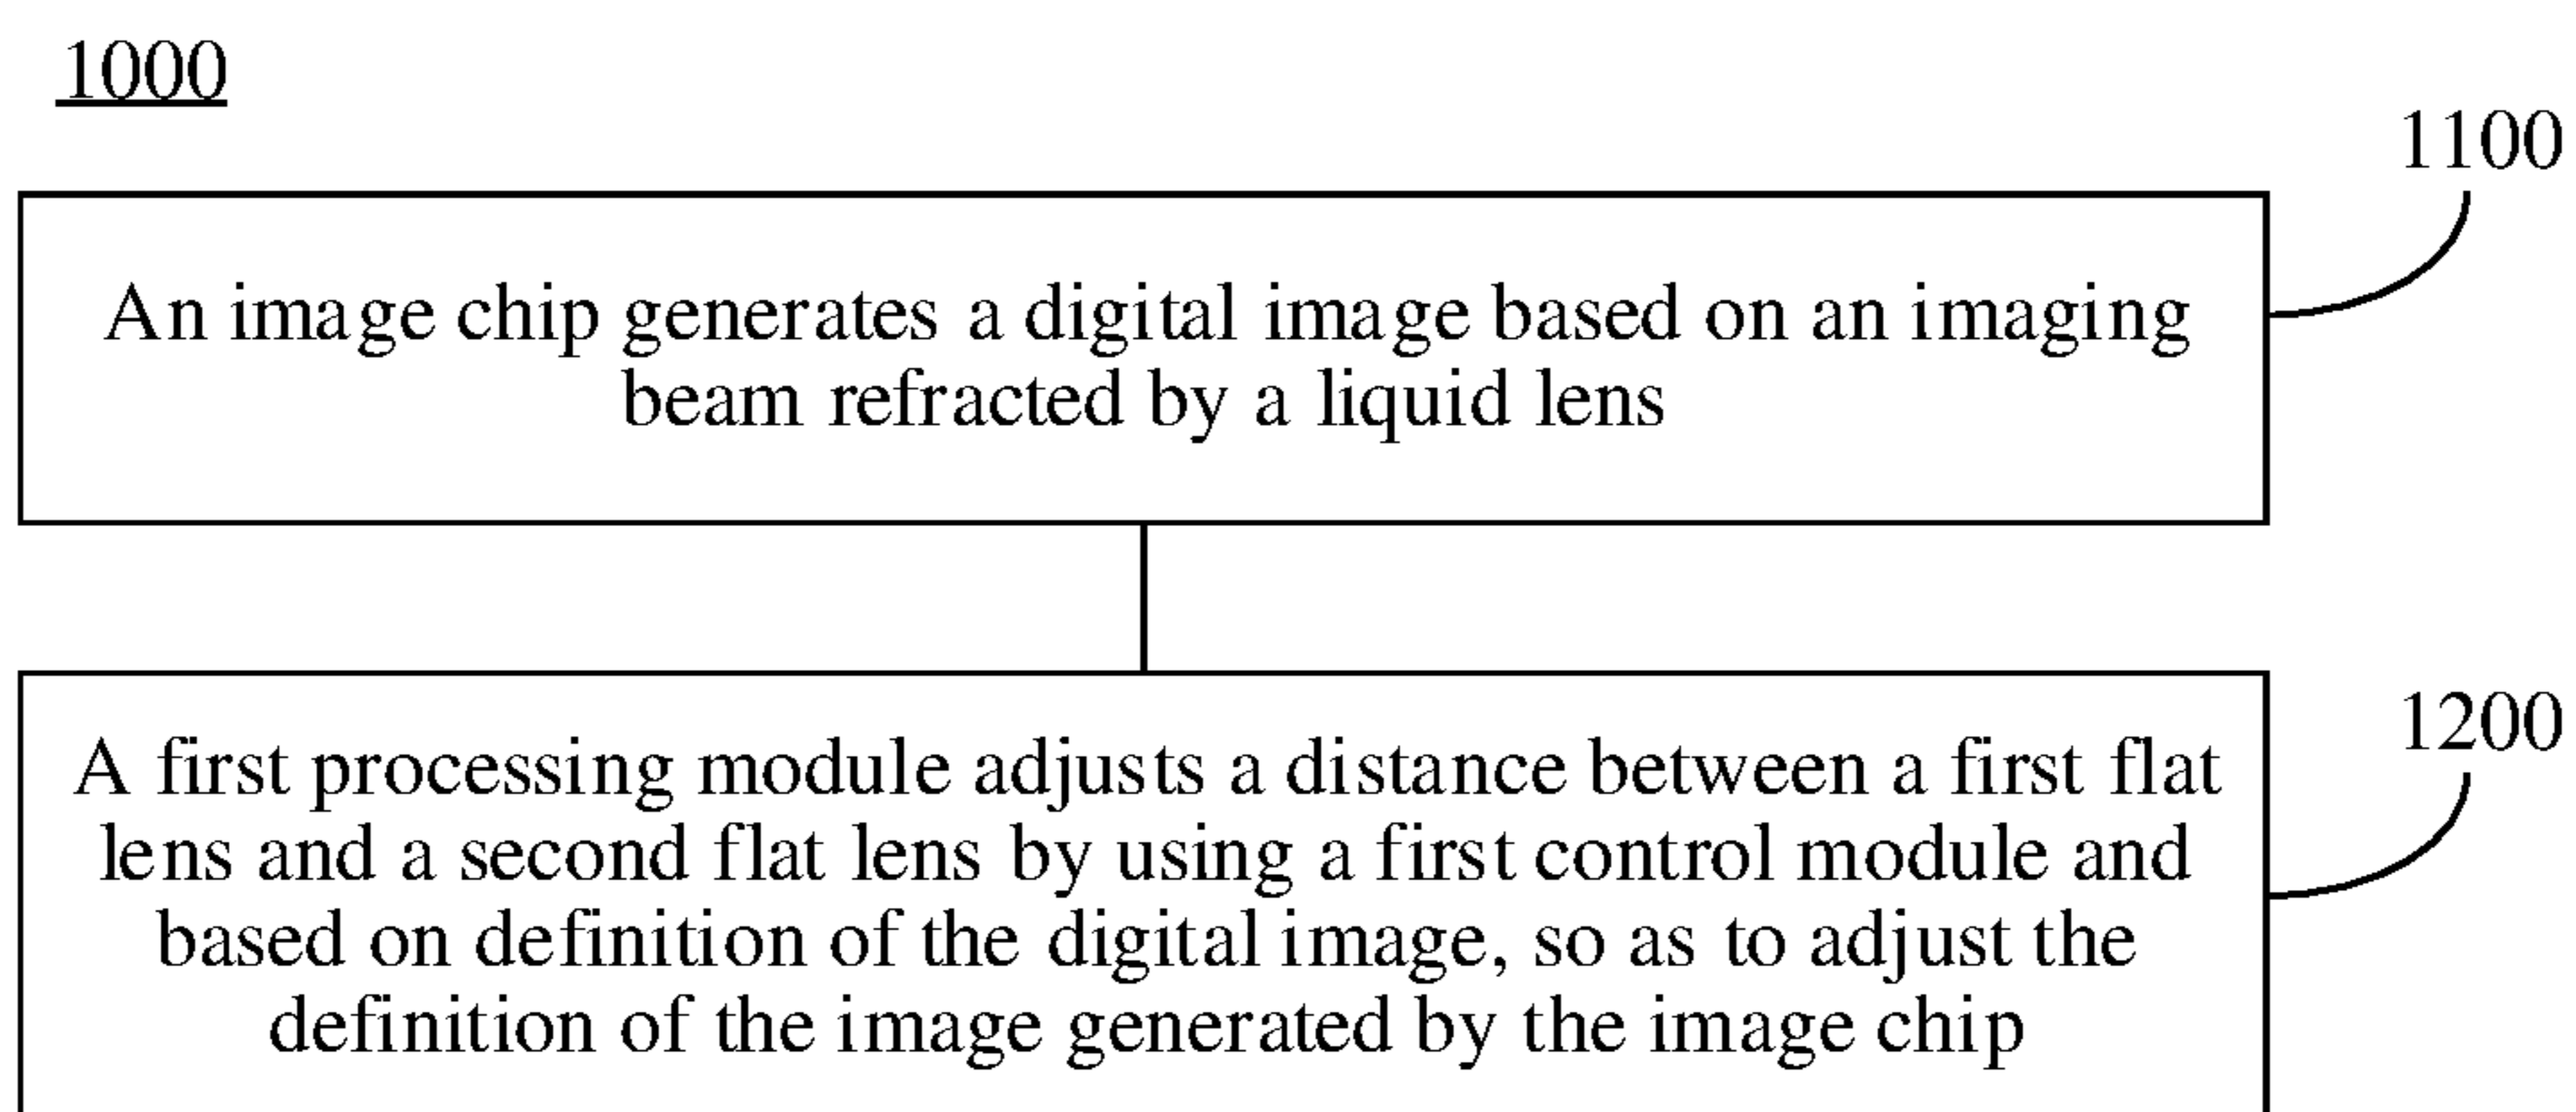 1000
1100
An image chip generates a digital image based on an imaging
beam refracted by a liquid lens
1200
A first processing module adjusts a distance between a first flat
lens and a second flat lens by using a first control module and
based on definition of the digital image, so as to adjust the
definition of the image generated by the image chip